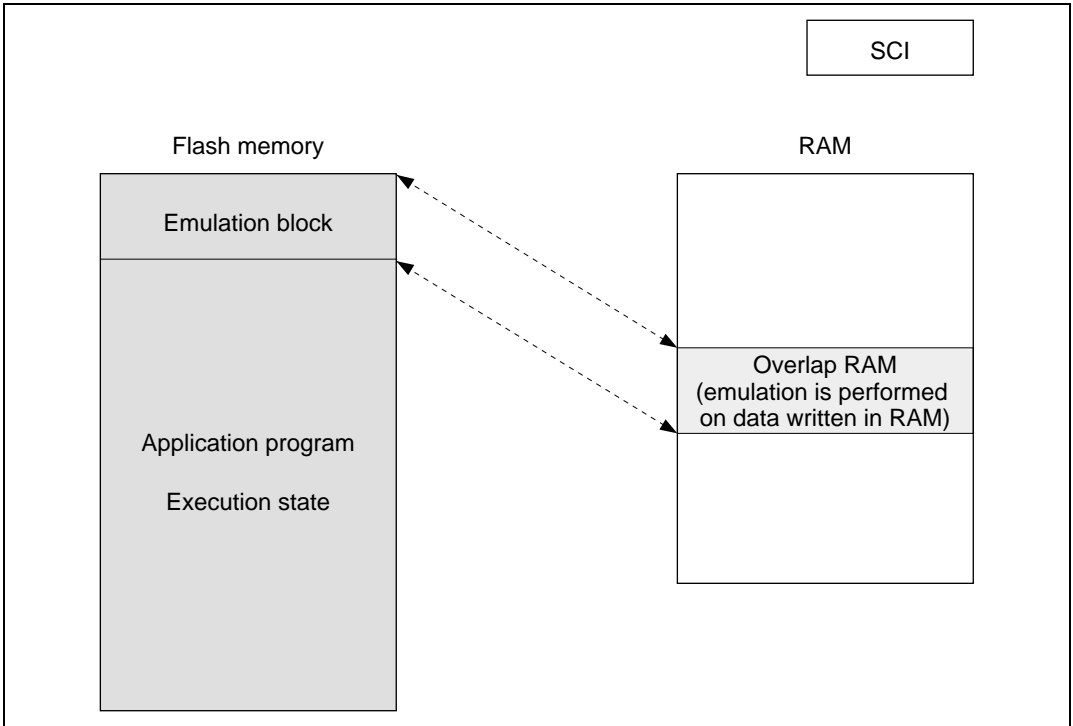 SCI
Flash memory
RAM
Emulation block
Application program
Execution state
Overlap RAM
(emulation is performed
on data written in RAM)